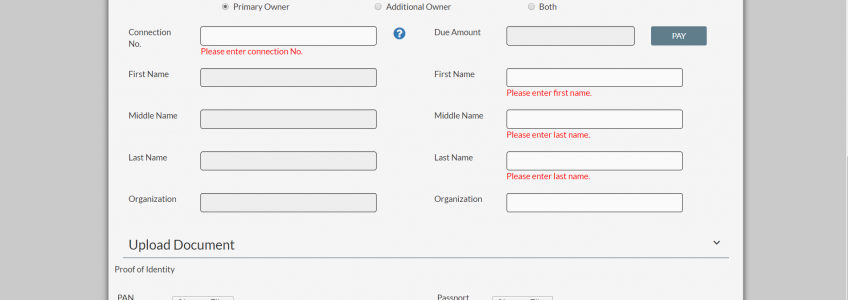 Primary Owner Additional Owner Both
Connection No. ? Due Amount PAY
Please enter connection No.
First Name First Name
Please enter first name.
Middle Name Middle Name
Please enter last name.
Last Name Last Name
Please enter last name.
Organization Organization
Upload Document
Proof of Identity
PAN Passport